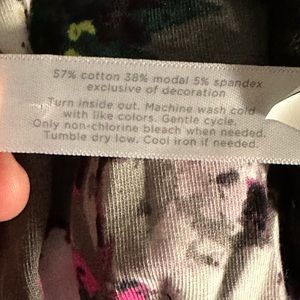 57% cotton 38% modal 5% spandex
exclusive of decoration
Turn inside out. Machine wash cold
with like colors. Gentle cycle.
Only non-chlorine bleach when needed.
Tumble dry low. Cool iron if needed.